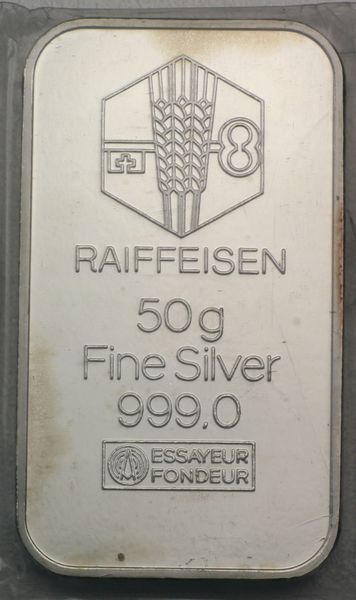 RAIFFEISEN
50g
Fine Silver
999,0
ESSAYEUR
FONDEUR